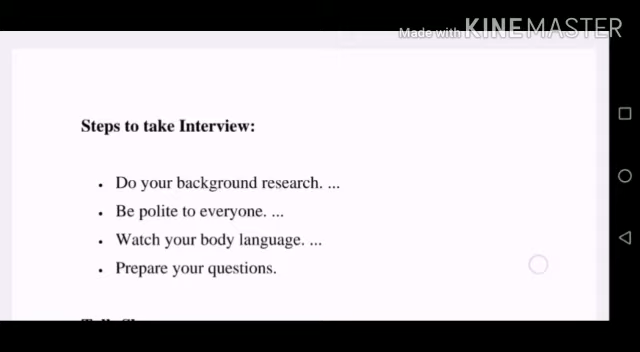 Made with KINEMASTER
Steps to take Interview:
• Do your background research. ...
• Be polite to everyone. ...
• Watch your body language. ...
• Prepare your questions.